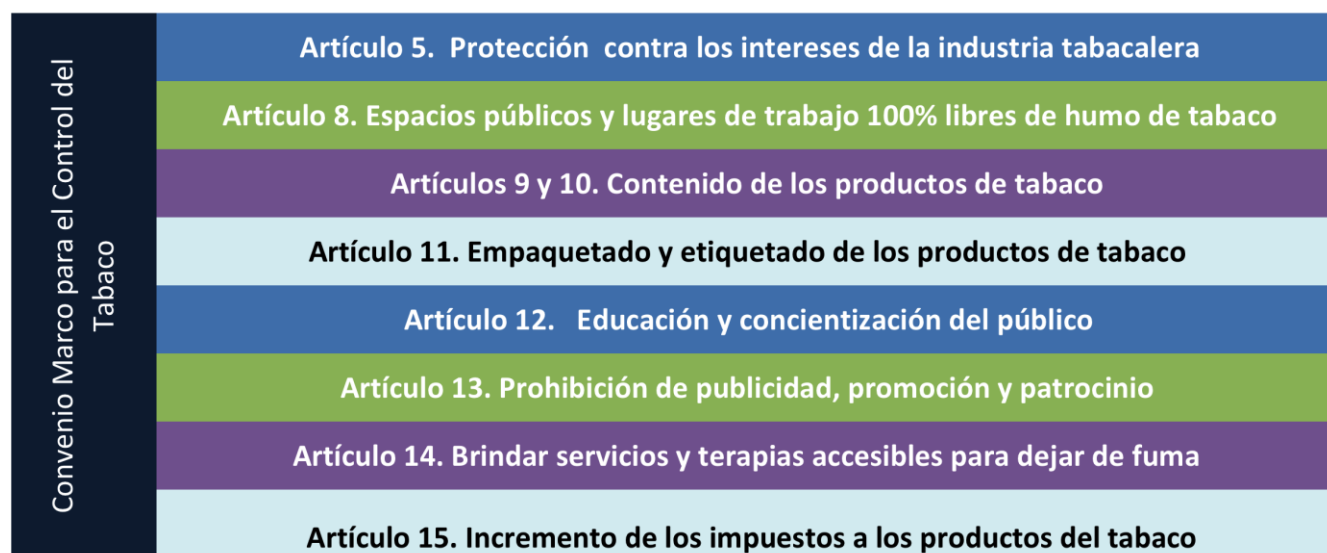 Convenio Marco para el Control del
Tabaco
Artículo 5.  Protección  contra los intereses de la industria tabacalera
Artículo 8. Espacios públicos y lugares de trabajo 100% libres de humo de tabaco
Artículos 9 y 10. Contenido de los productos de tabaco
Artículo 11. Empaquetado y etiquetado de los productos de tabaco
Artículo 12.   Educación y concientización del público
Artículo 13. Prohibición de publicidad, promoción y patrocinio
Artículo 14. Brindar servicios y terapias accesibles para dejar de fuma
Artículo 15. Incremento de los impuestos a los productos del tabaco